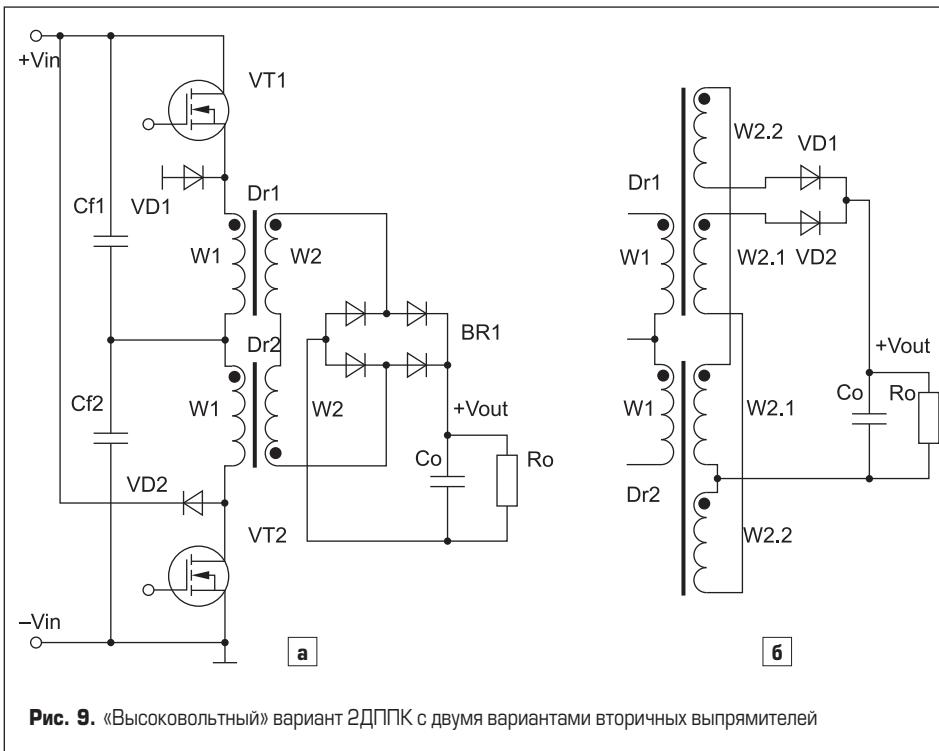 +Vin
VT1
VD1
Cf1
Dr1
W1
W2
BR1
Dr2
W1
W2
Cf2
+Vout
Co
Ro
VD2
VT2
–Vin
а
W2.2
VD1
Dr1
VD2
W1
W2.1
+Vout
Co
Ro
W1
W2.1
Dr2
W2.2
б
Рис. 9. «Высоковольтный» вариант 2ДППК с двумя вариантами вторичных выпрямителей